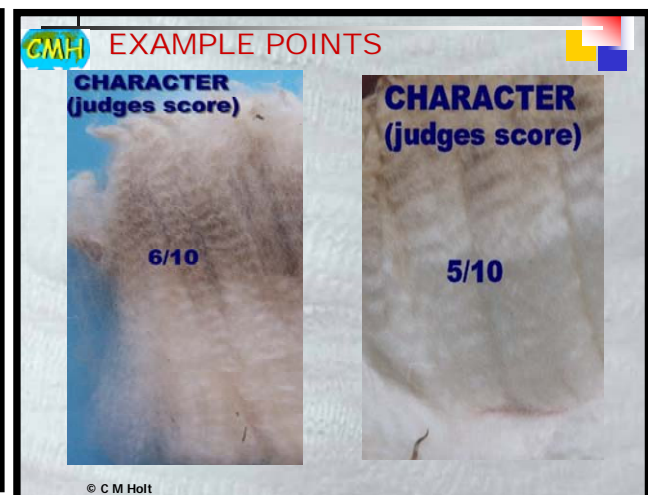 CMH EXAMPLE POINTS
CHARACTER
(judges score)
6/10
CHARACTER
(judges score)
5/10
© C M Holt